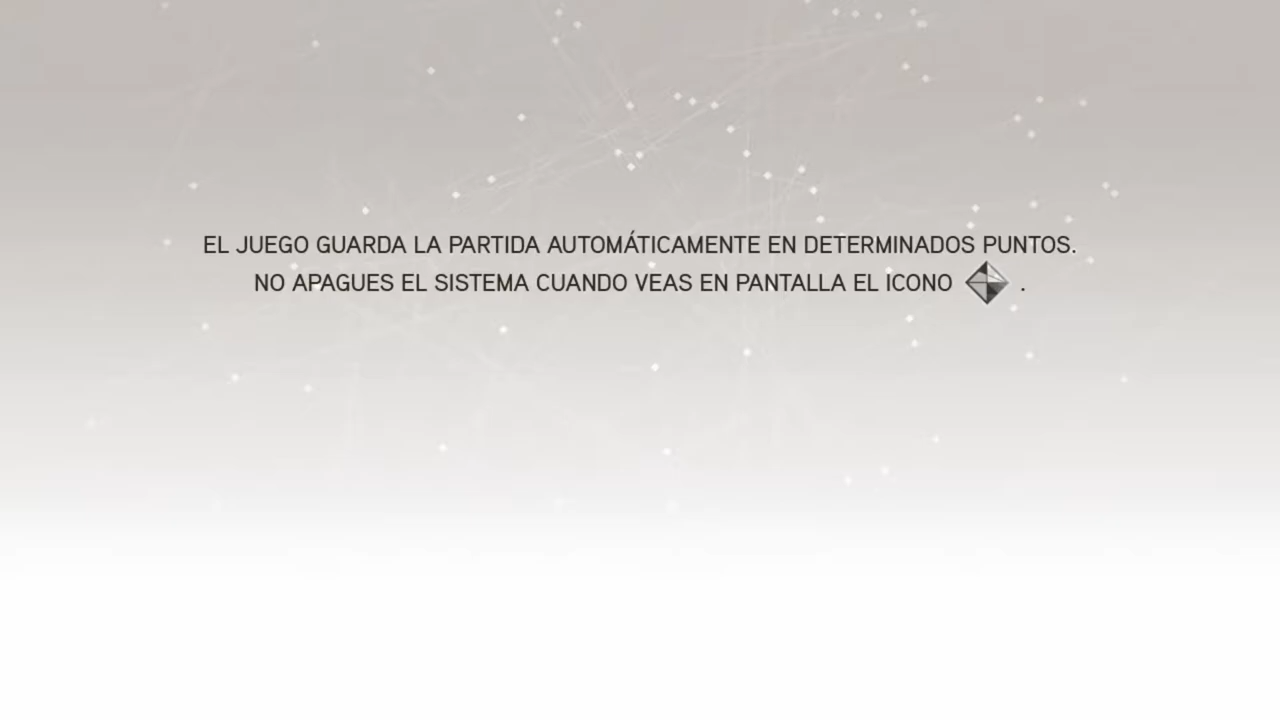 EL JUEGO GUARDA LA PARTIDA AUTOMÁTICAMENTE EN DETERMINADOS PUNTOS.
NO APAGUES EL SISTEMA CUANDO VEAS EN PANTALLA EL ICONO .